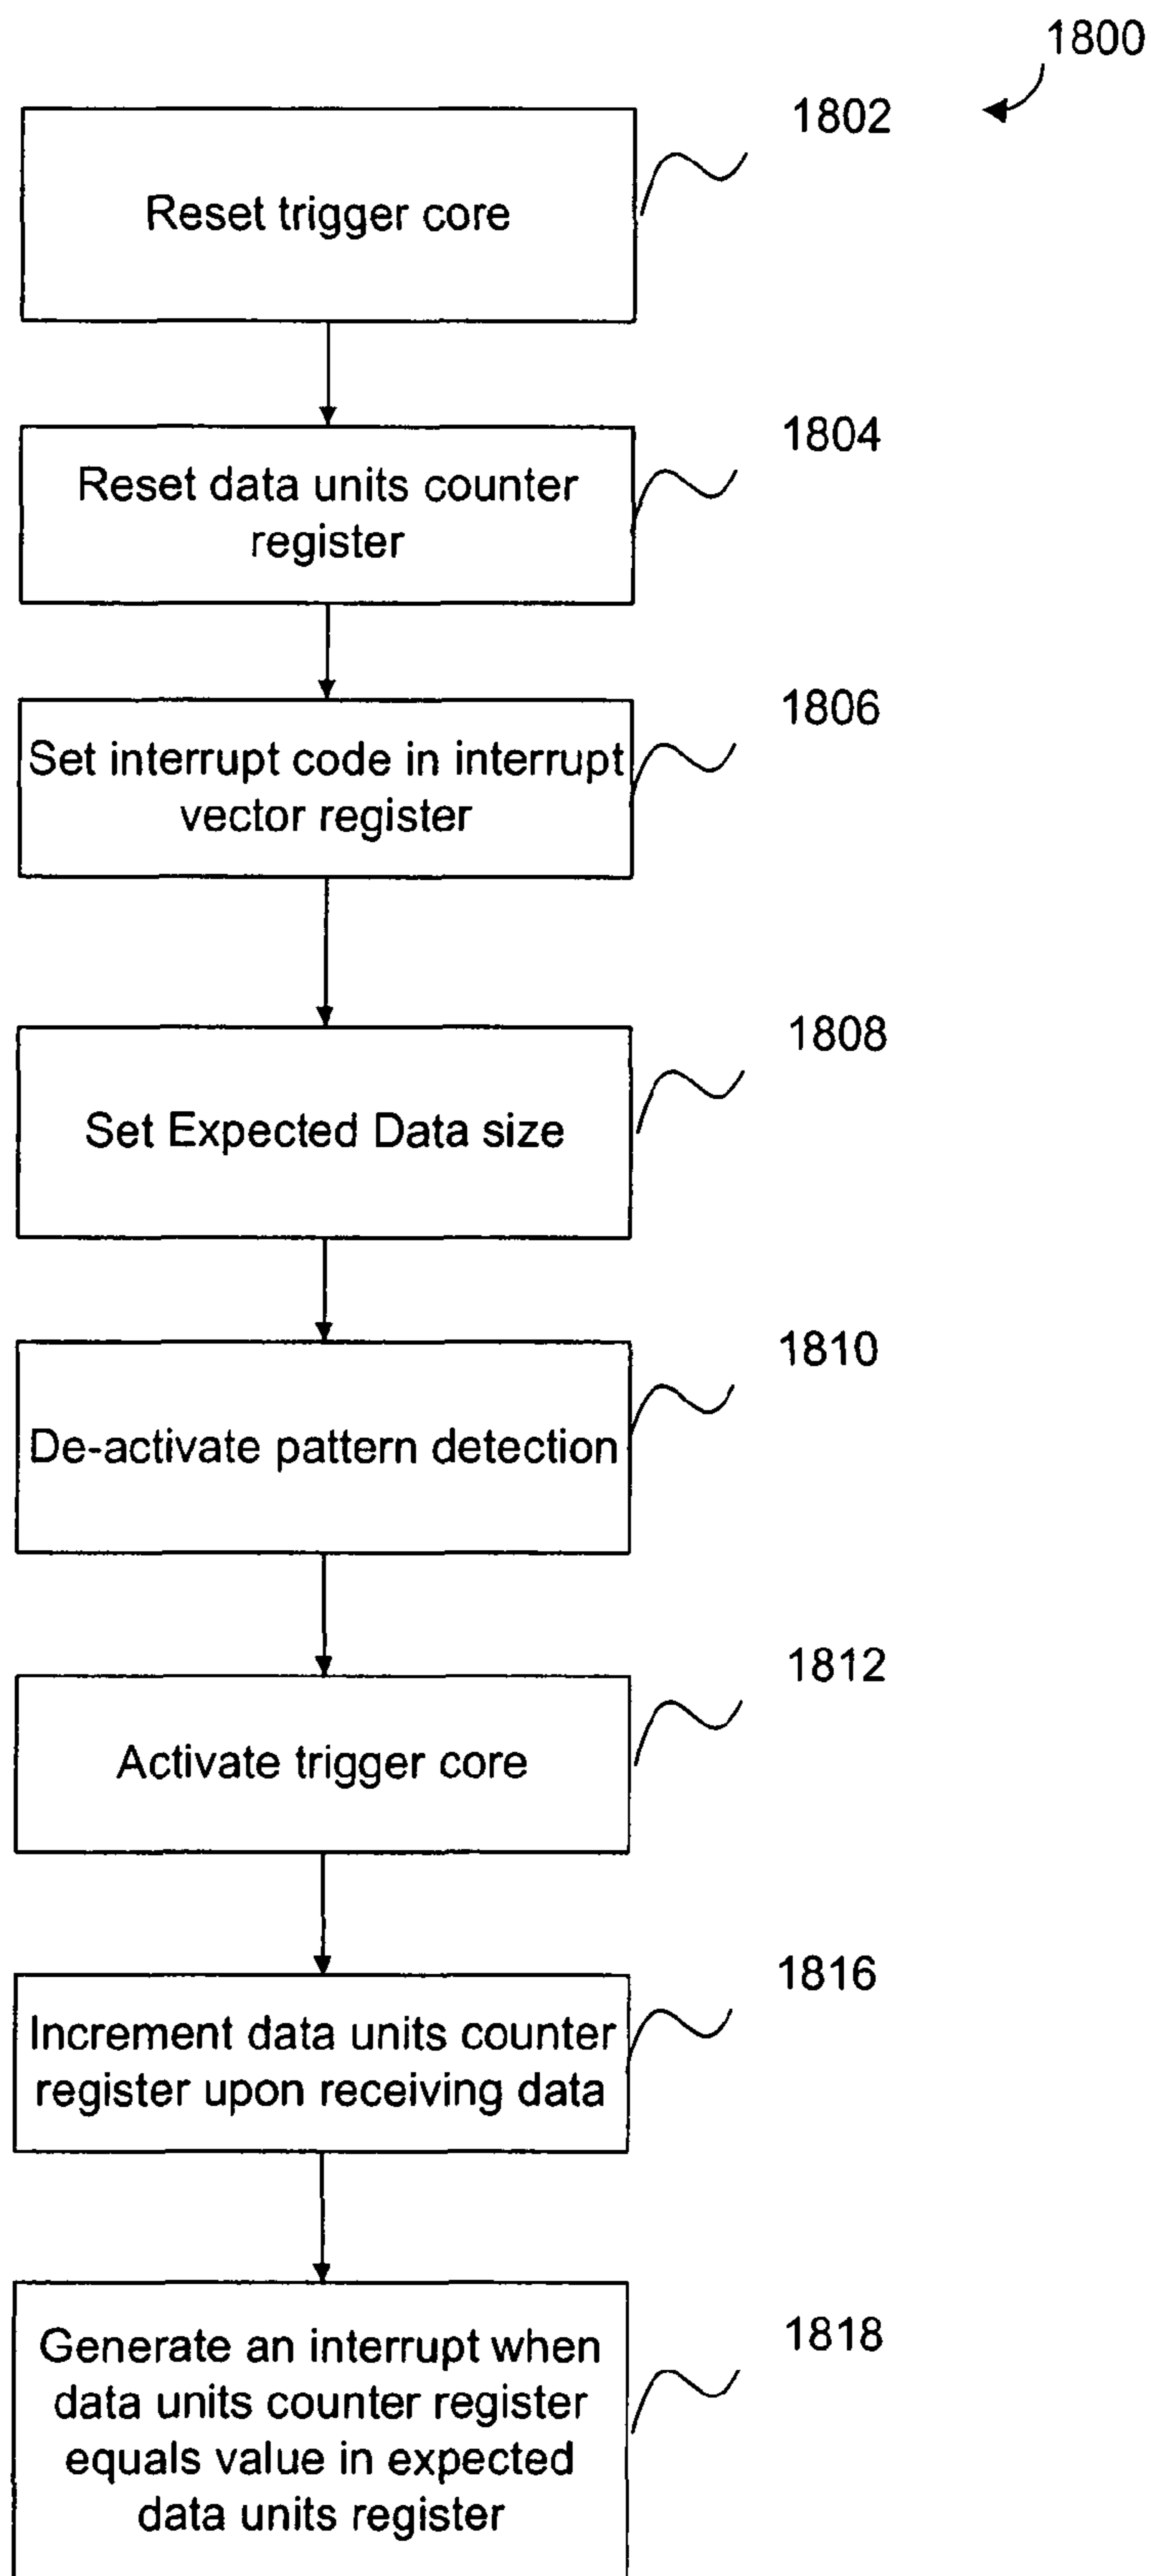 1800
1802
Reset trigger core
1804
Reset data units counter
register
1806
Set interrupt code in interrupt
vector register
1808
Set Expected Data size
1810
De-activate pattern detection
1812
Activate trigger core
1816
Increment data units counter
register upon receiving data
1818
Generate an interrupt when
data units counter register
equals value in expected
data units register